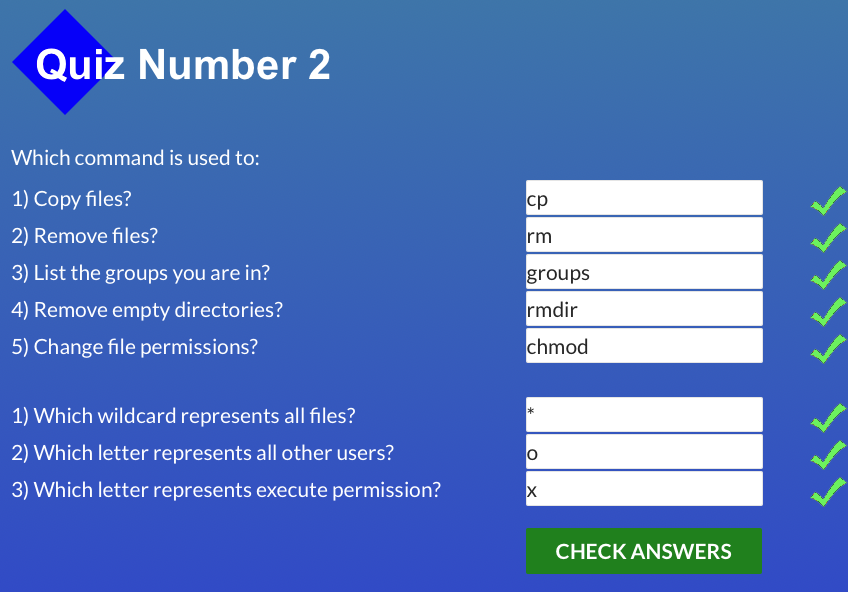 Quiz Number 2
Which command is used to:
1) Copy files? cp
2) Remove files? rm
3) List the groups you are in? groups
4) Remove empty directories? rmdir
5) Change file permissions? chmod
1) Which wildcard represents all files? *
2) Which letter represents all other users? o
3) Which letter represents execute permission? x
CHECK ANSWERS